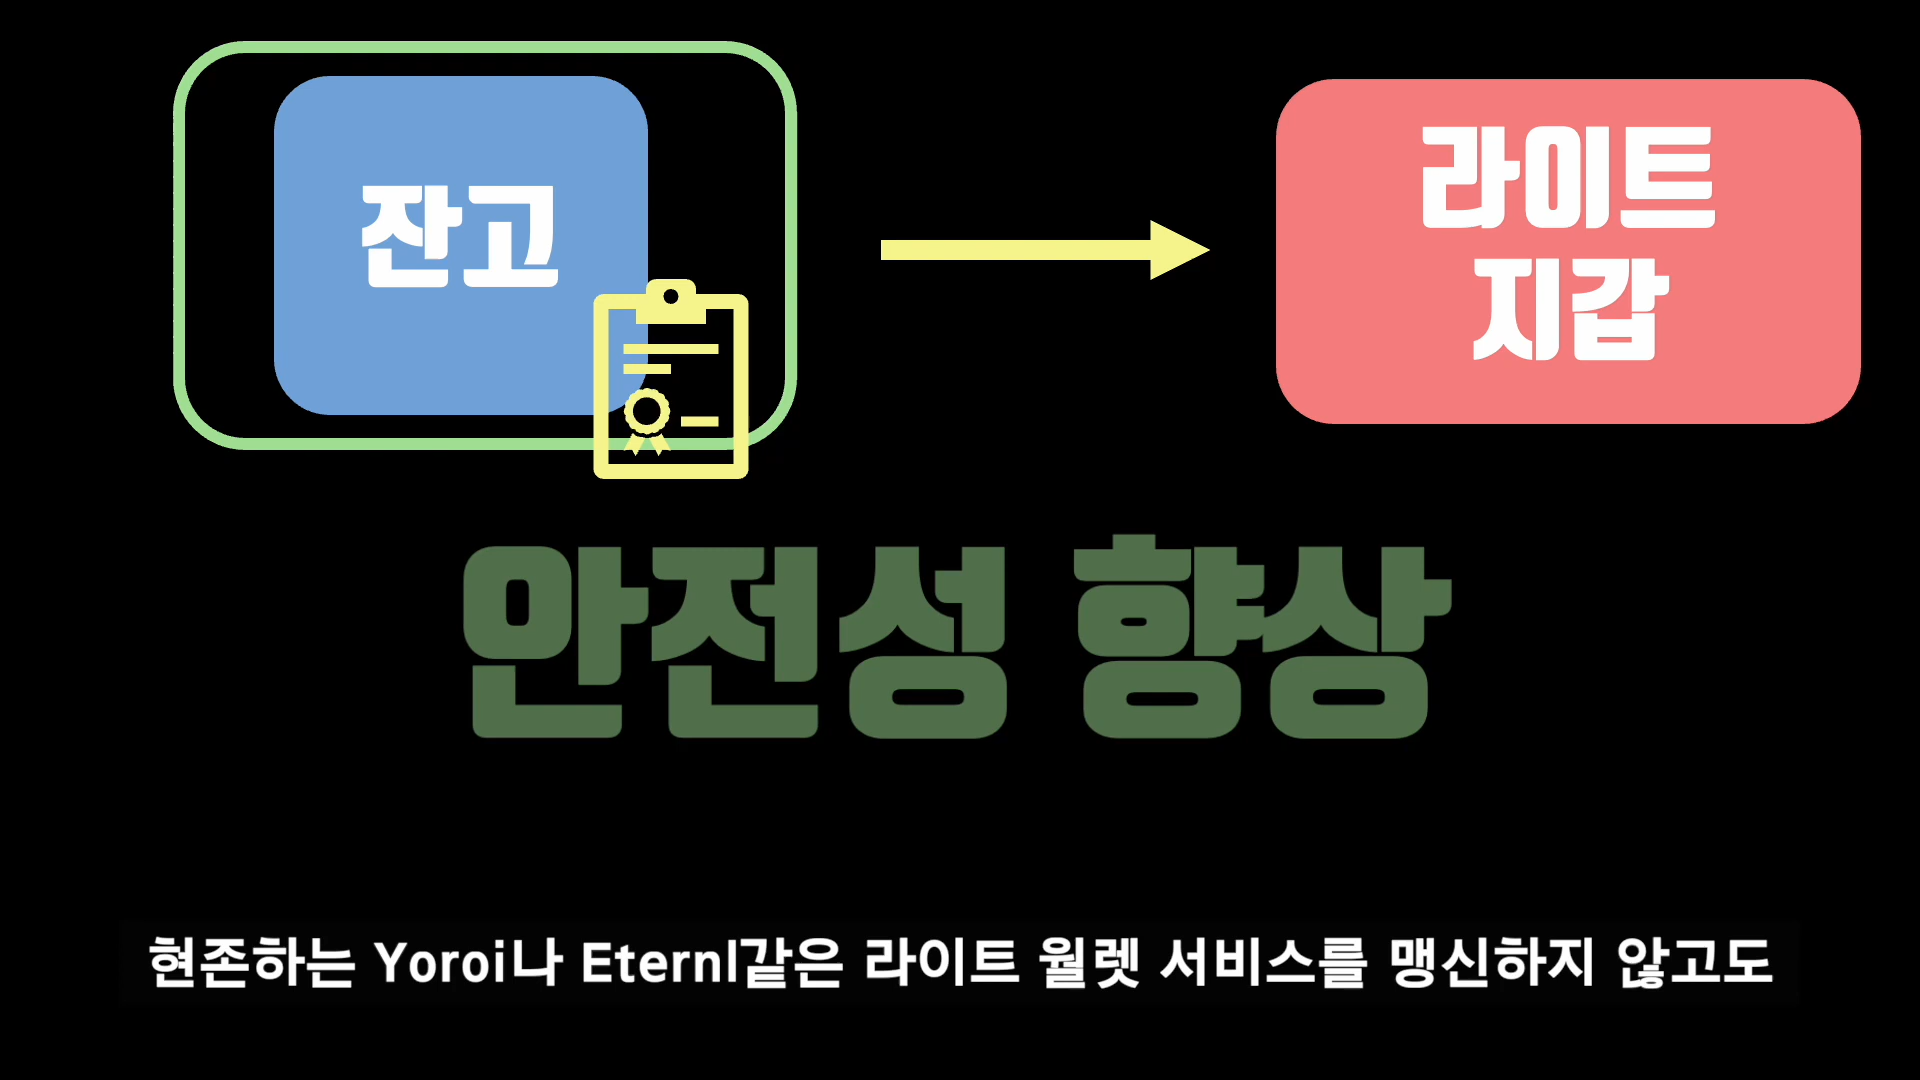 잔고
라이트
지갑
안전성 향상
현존하는 Yoroi나 Eternl같은 라이트 월렛 서비스를 맹신하지 않고도